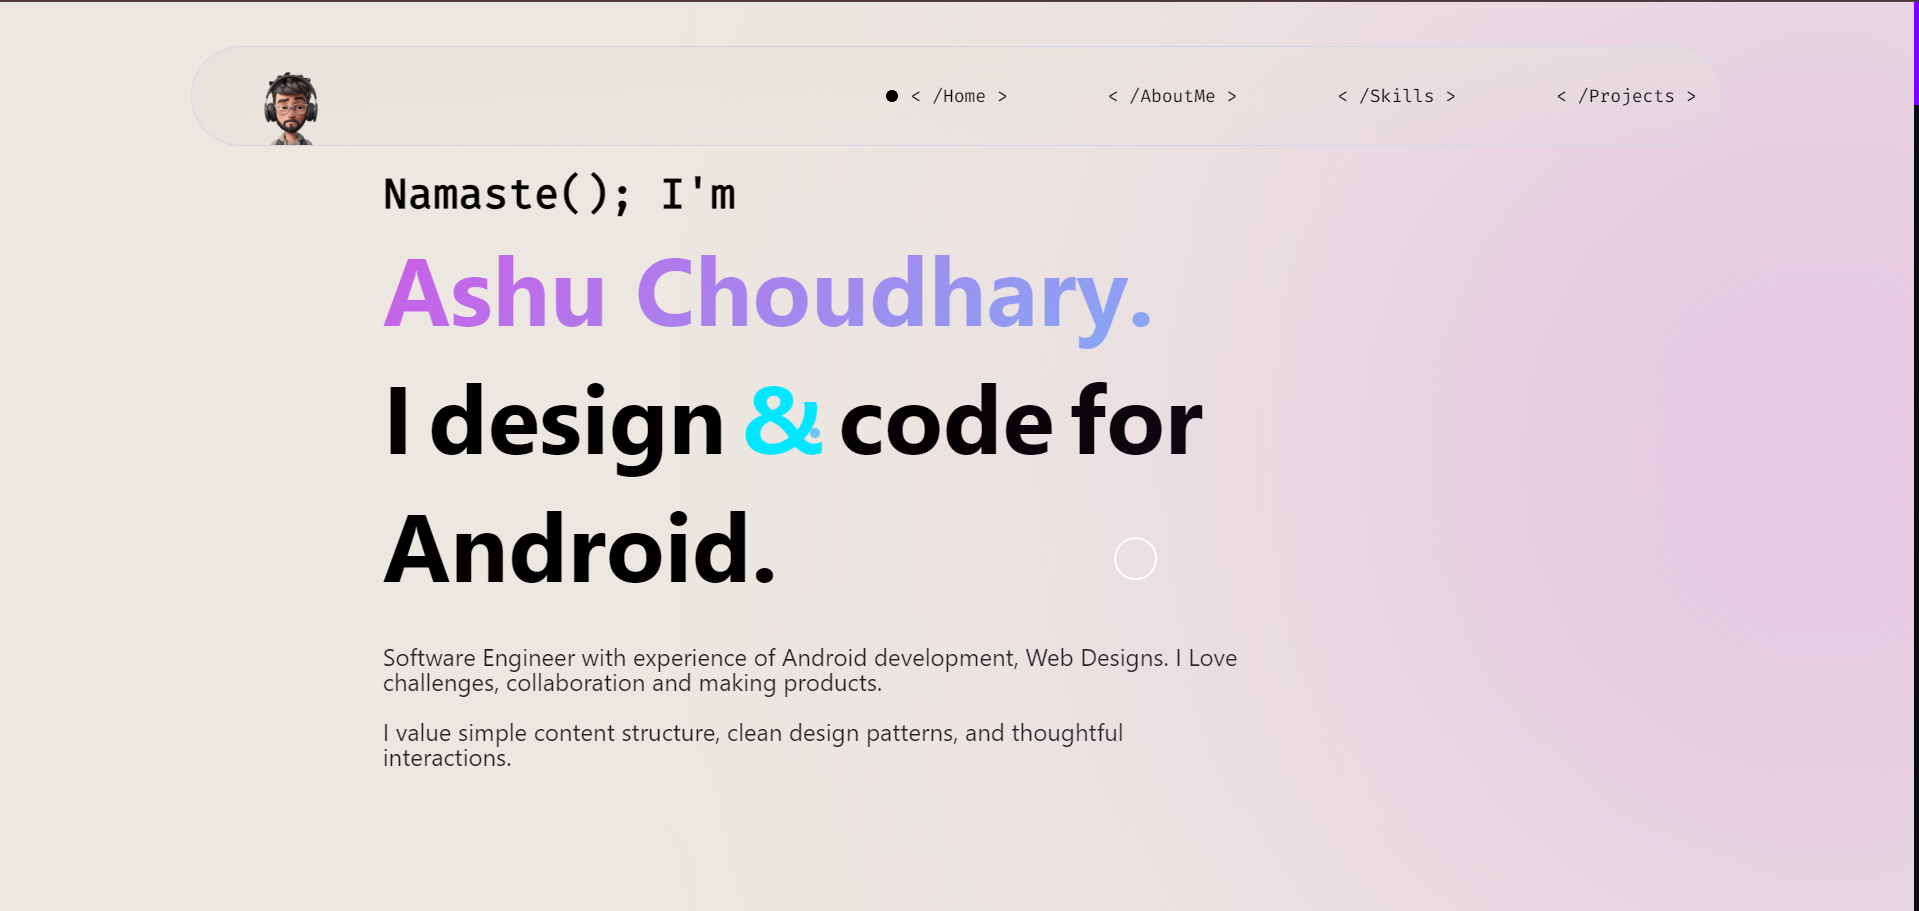 < /Home > < /AboutMe > < /Skills > < /Projects >
Namaste(); I'm
Ashu Choudhary.
I design & code for
Android.
Software Engineer with experience of Android development, Web Designs. I Love
challenges, collaboration and making products.
I value simple content structure, clean design patterns, and thoughtful
interactions.